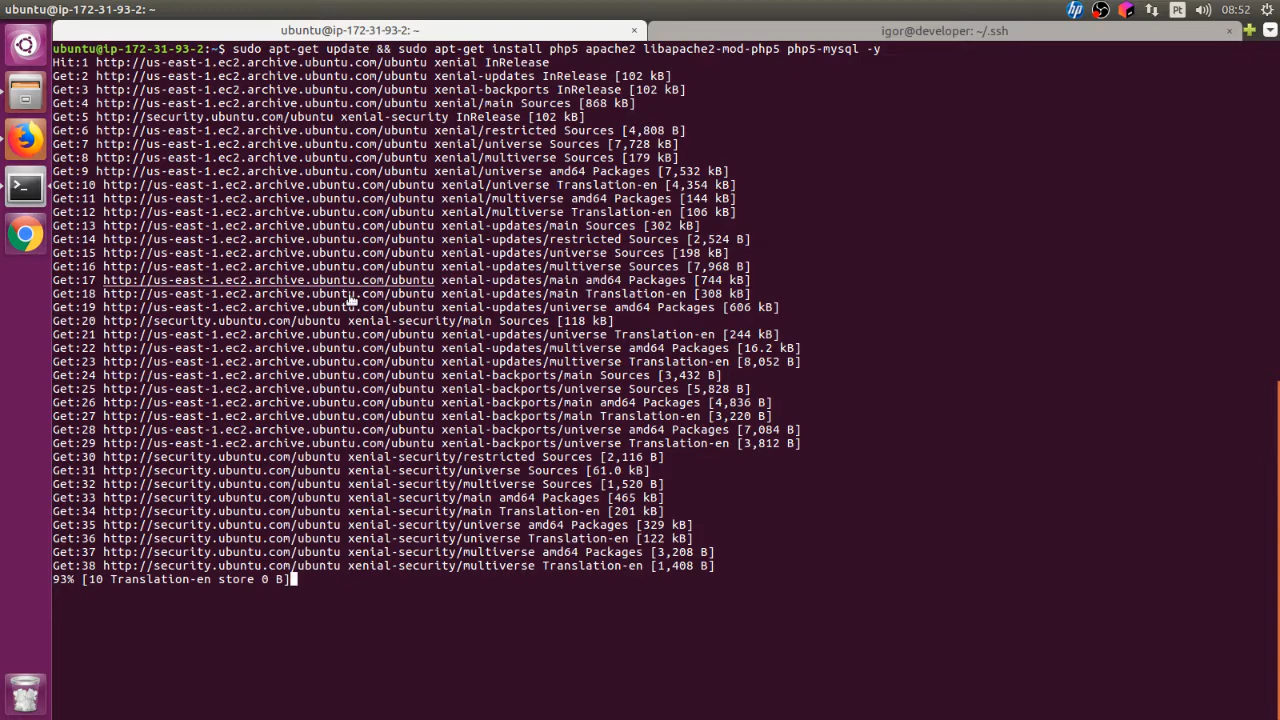 ubuntu@ip-172-31-93-2: ~
hp
Pt
08:52
ubuntu@ip-172-31-93-2: ~
×
igor@developer: ~/.ssh
×
ubuntu@ip-172-31-93-2:~$ sudo apt-get update && sudo apt-get install php5 apache2 libapache2-mod-php5 php5-mysql -y
Hit:1 http://us-east-1.ec2.archive.ubuntu.com/ubuntu xenial InRelease
Get:2 http://us-east-1.ec2.archive.ubuntu.com/ubuntu xenial-updates InRelease [102 kB]
Get:3 http://us-east-1.ec2.archive.ubuntu.com/ubuntu xenial-backports InRelease [102 kB]
Get:4 http://us-east-1.ec2.archive.ubuntu.com/ubuntu xenial/main Sources [868 kB]
Get:5 http://security.ubuntu.com/ubuntu xenial-security InRelease [102 kB]
Get:6 http://us-east-1.ec2.archive.ubuntu.com/ubuntu xenial/restricted Sources [4,808 B]
Get:7 http://us-east-1.ec2.archive.ubuntu.com/ubuntu xenial/universe Sources [7,728 kB]
Get:8 http://us-east-1.ec2.archive.ubuntu.com/ubuntu xenial/multiverse Sources [179 kB]
Get:9 http://us-east-1.ec2.archive.ubuntu.com/ubuntu xenial/universe amd64 Packages [7,532 kB]
Get:10 http://us-east-1.ec2.archive.ubuntu.com/ubuntu xenial/universe Translation-en [4,354 kB]
Get:11 http://us-east-1.ec2.archive.ubuntu.com/ubuntu xenial/multiverse amd64 Packages [144 kB]
Get:12 http://us-east-1.ec2.archive.ubuntu.com/ubuntu xenial/multiverse Translation-en [106 kB]
Get:13 http://us-east-1.ec2.archive.ubuntu.com/ubuntu xenial-updates/main Sources [302 kB]
Get:14 http://us-east-1.ec2.archive.ubuntu.com/ubuntu xenial-updates/restricted Sources [2,524 B]
Get:15 http://us-east-1.ec2.archive.ubuntu.com/ubuntu xenial-updates/universe Sources [198 kB]
Get:16 http://us-east-1.ec2.archive.ubuntu.com/ubuntu xenial-updates/multiverse Sources [7,968 B]
Get:17 http://us-east-1.ec2.archive.ubuntu.com/ubuntu xenial-updates/main amd64 Packages [744 kB]
Get:18 http://us-east-1.ec2.archive.ubuntu.com/ubuntu xenial-updates/main Translation-en [308 kB]
Get:19 http://us-east-1.ec2.archive.ubuntu.com/ubuntu xenial-updates/universe amd64 Packages [606 kB]
Get:20 http://security.ubuntu.com/ubuntu xenial-security/main Sources [118 kB]
Get:21 http://us-east-1.ec2.archive.ubuntu.com/ubuntu xenial-updates/universe Translation-en [244 kB]
Get:22 http://us-east-1.ec2.archive.ubuntu.com/ubuntu xenial-updates/multiverse amd64 Packages [16.2 kB]
Get:23 http://us-east-1.ec2.archive.ubuntu.com/ubuntu xenial-updates/multiverse Translation-en [8,052 B]
Get:24 http://us-east-1.ec2.archive.ubuntu.com/ubuntu xenial-backports/main Sources [3,432 B]
Get:25 http://us-east-1.ec2.archive.ubuntu.com/ubuntu xenial-backports/universe Sources [5,828 B]
Get:26 http://us-east-1.ec2.archive.ubuntu.com/ubuntu xenial-backports/main amd64 Packages [4,836 B]
Get:27 http://us-east-1.ec2.archive.ubuntu.com/ubuntu xenial-backports/main Translation-en [3,220 B]
Get:28 http://us-east-1.ec2.archive.ubuntu.com/ubuntu xenial-backports/universe amd64 Packages [7,084 B]
Get:29 http://us-east-1.ec2.archive.ubuntu.com/ubuntu xenial-backports/universe Translation-en [3,812 B]
Get:30 http://security.ubuntu.com/ubuntu xenial-security/restricted Sources [2,116 B]
Get:31 http://security.ubuntu.com/ubuntu xenial-security/universe Sources [61.0 kB]
Get:32 http://security.ubuntu.com/ubuntu xenial-security/multiverse Sources [1,520 B]
Get:33 http://security.ubuntu.com/ubuntu xenial-security/main amd64 Packages [465 kB]
Get:34 http://security.ubuntu.com/ubuntu xenial-security/main Translation-en [201 kB]
Get:35 http://security.ubuntu.com/ubuntu xenial-security/universe amd64 Packages [329 kB]
Get:36 http://security.ubuntu.com/ubuntu xenial-security/universe Translation-en [122 kB]
Get:37 http://security.ubuntu.com/ubuntu xenial-security/multiverse amd64 Packages [3,208 B]
Get:38 http://security.ubuntu.com/ubuntu xenial-security/multiverse Translation-en [1,408 B]
93% [10 Translation-en store 0 B]